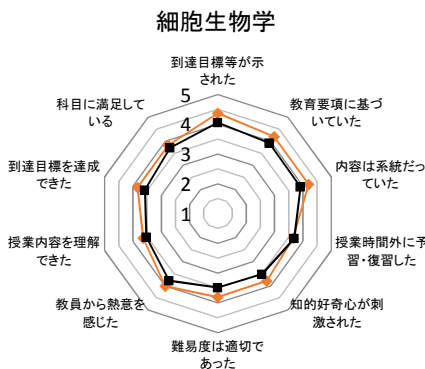 細胞生物学
到達目標等が示
された
教育要項に基づ
いていた
内容は系統だっ
ていた
授業時間外に予
習・復習した
知的好奇心が刺
激された
難易度は適切で
あった
教員から熱意を
感じた
授業内容を理解
できた
到達目標を達成
できた
科目に満足して
いる
5
4
3
2
1